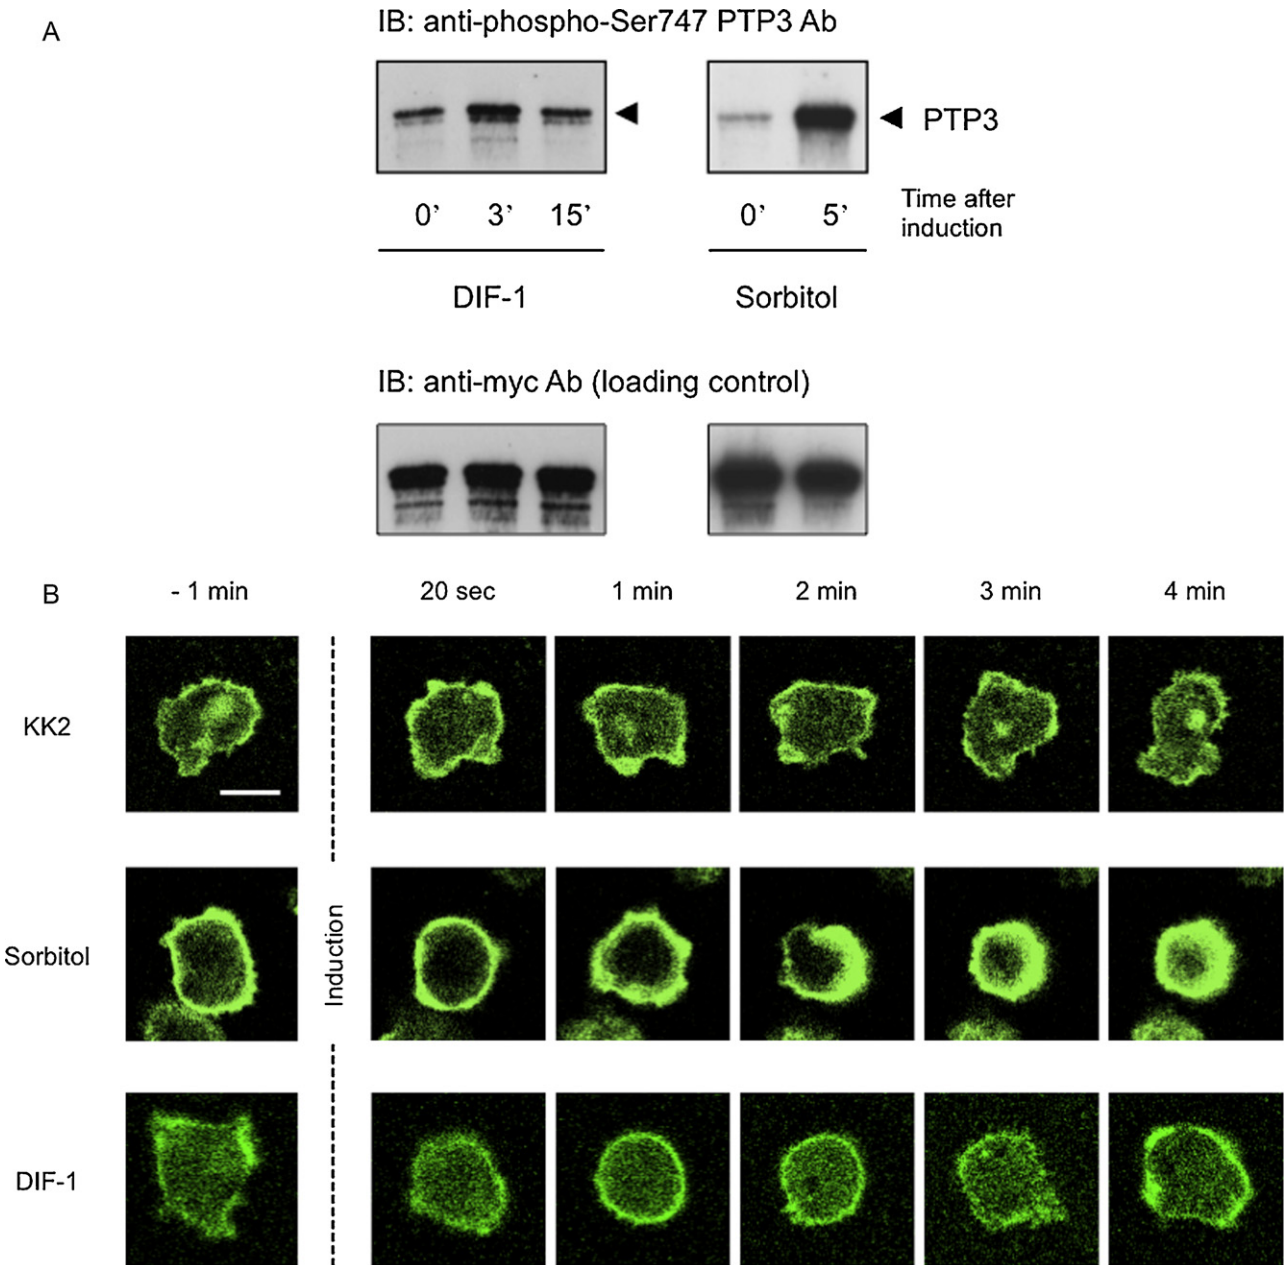 A
IB: anti-phospho-Ser747 PTP3 Ab
PTP3
0’ 3’ 15’
0’ 5’
Time after
induction
DIF-1
Sorbitol
IB: anti-myc Ab (loading control)
B
- 1 min
20 sec
1 min
2 min
3 min
4 min
KK2
Sorbitol
Induction
DIF-1